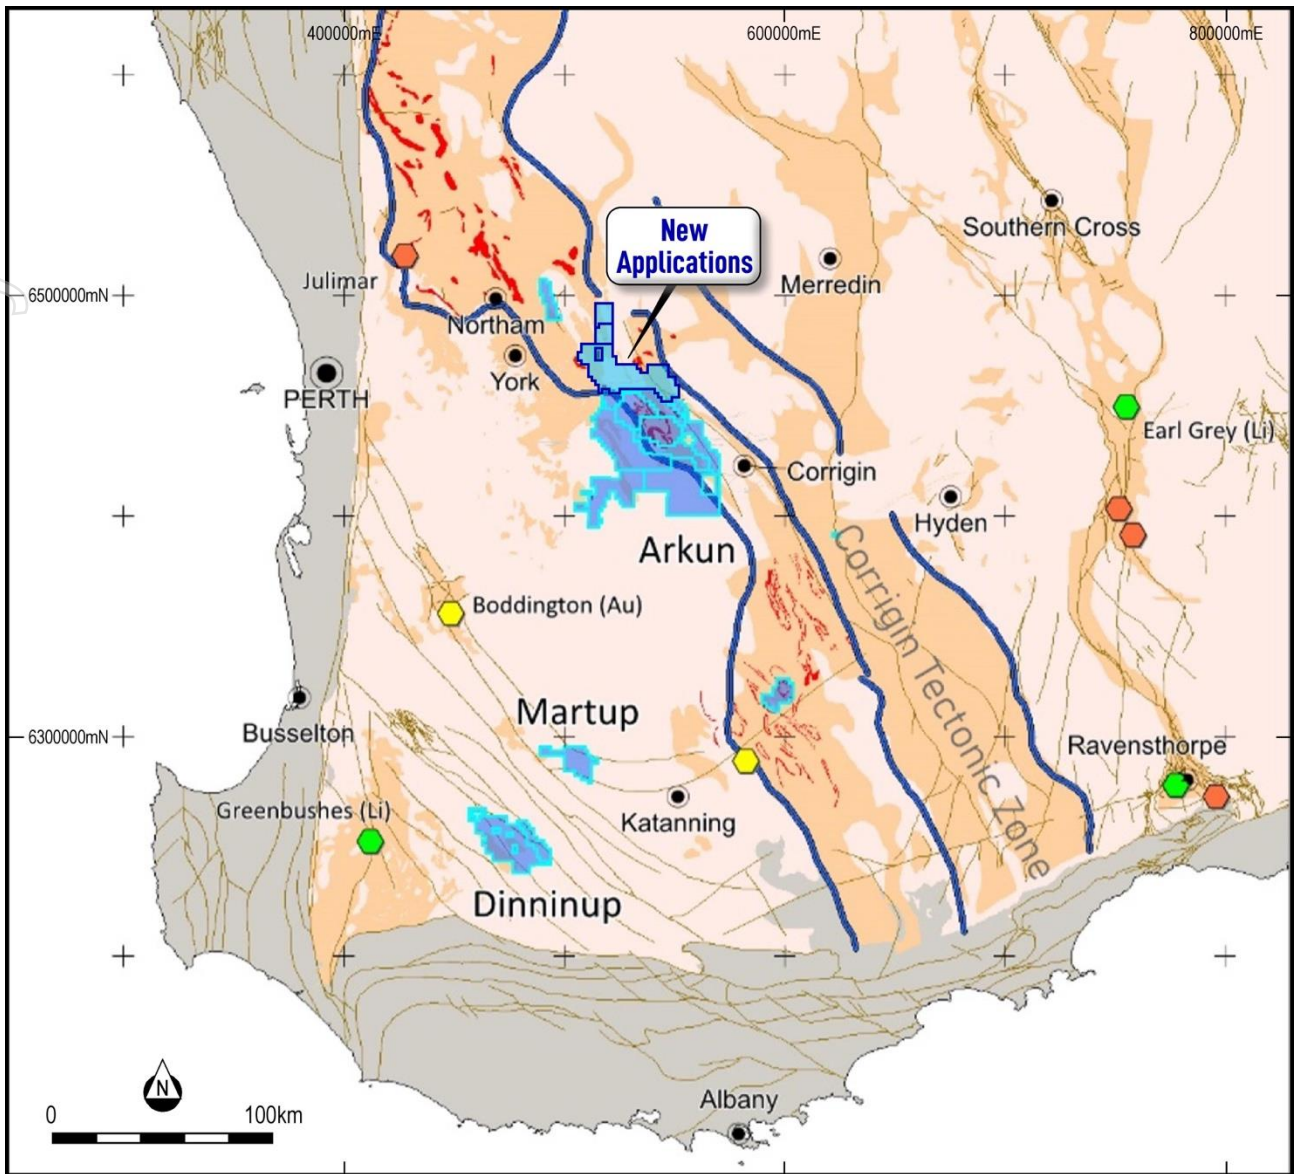 400000mE
600000mE
800000mE
New
Applications
Southern Cross
Julimar
Merredin
6500000mN
Northam
York
PERTH
Earl Grey (Li)
Corrigin
Hyden
Arkun
Corrigin Tectonic Zone
Boddington (Au)
Martup
Busselton
6300000mN
Ravensthorpe
Greenbushes (Li)
Katanning
Dinninup
N
0
100km
Albany